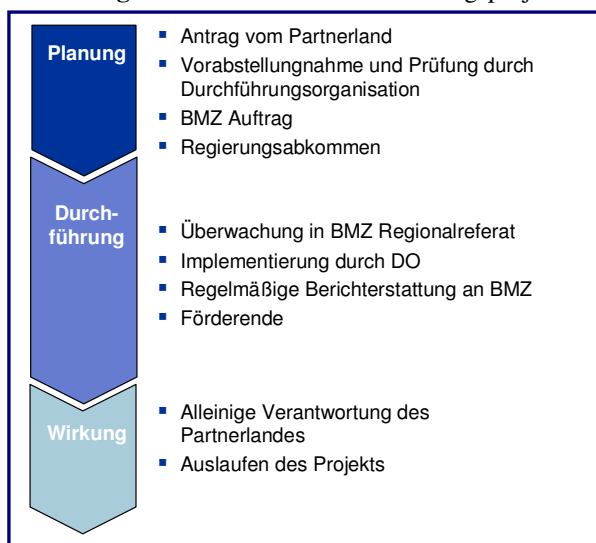 Planung
Antrag vom Partnerland
Vorabstellungnahme und Prüfung durch
Durchführungsorganisation
BMZ Auftrag
Regierungsabkommen
Durch-
führung
Überwachung in BMZ Regionalreferat
Implementierung durch DO
Regelmäßige Berichterstattung an BMZ
Förderende
Wirkung
Alleinige Verantwortung des
Partnerlandes
Auslaufen des Projekts